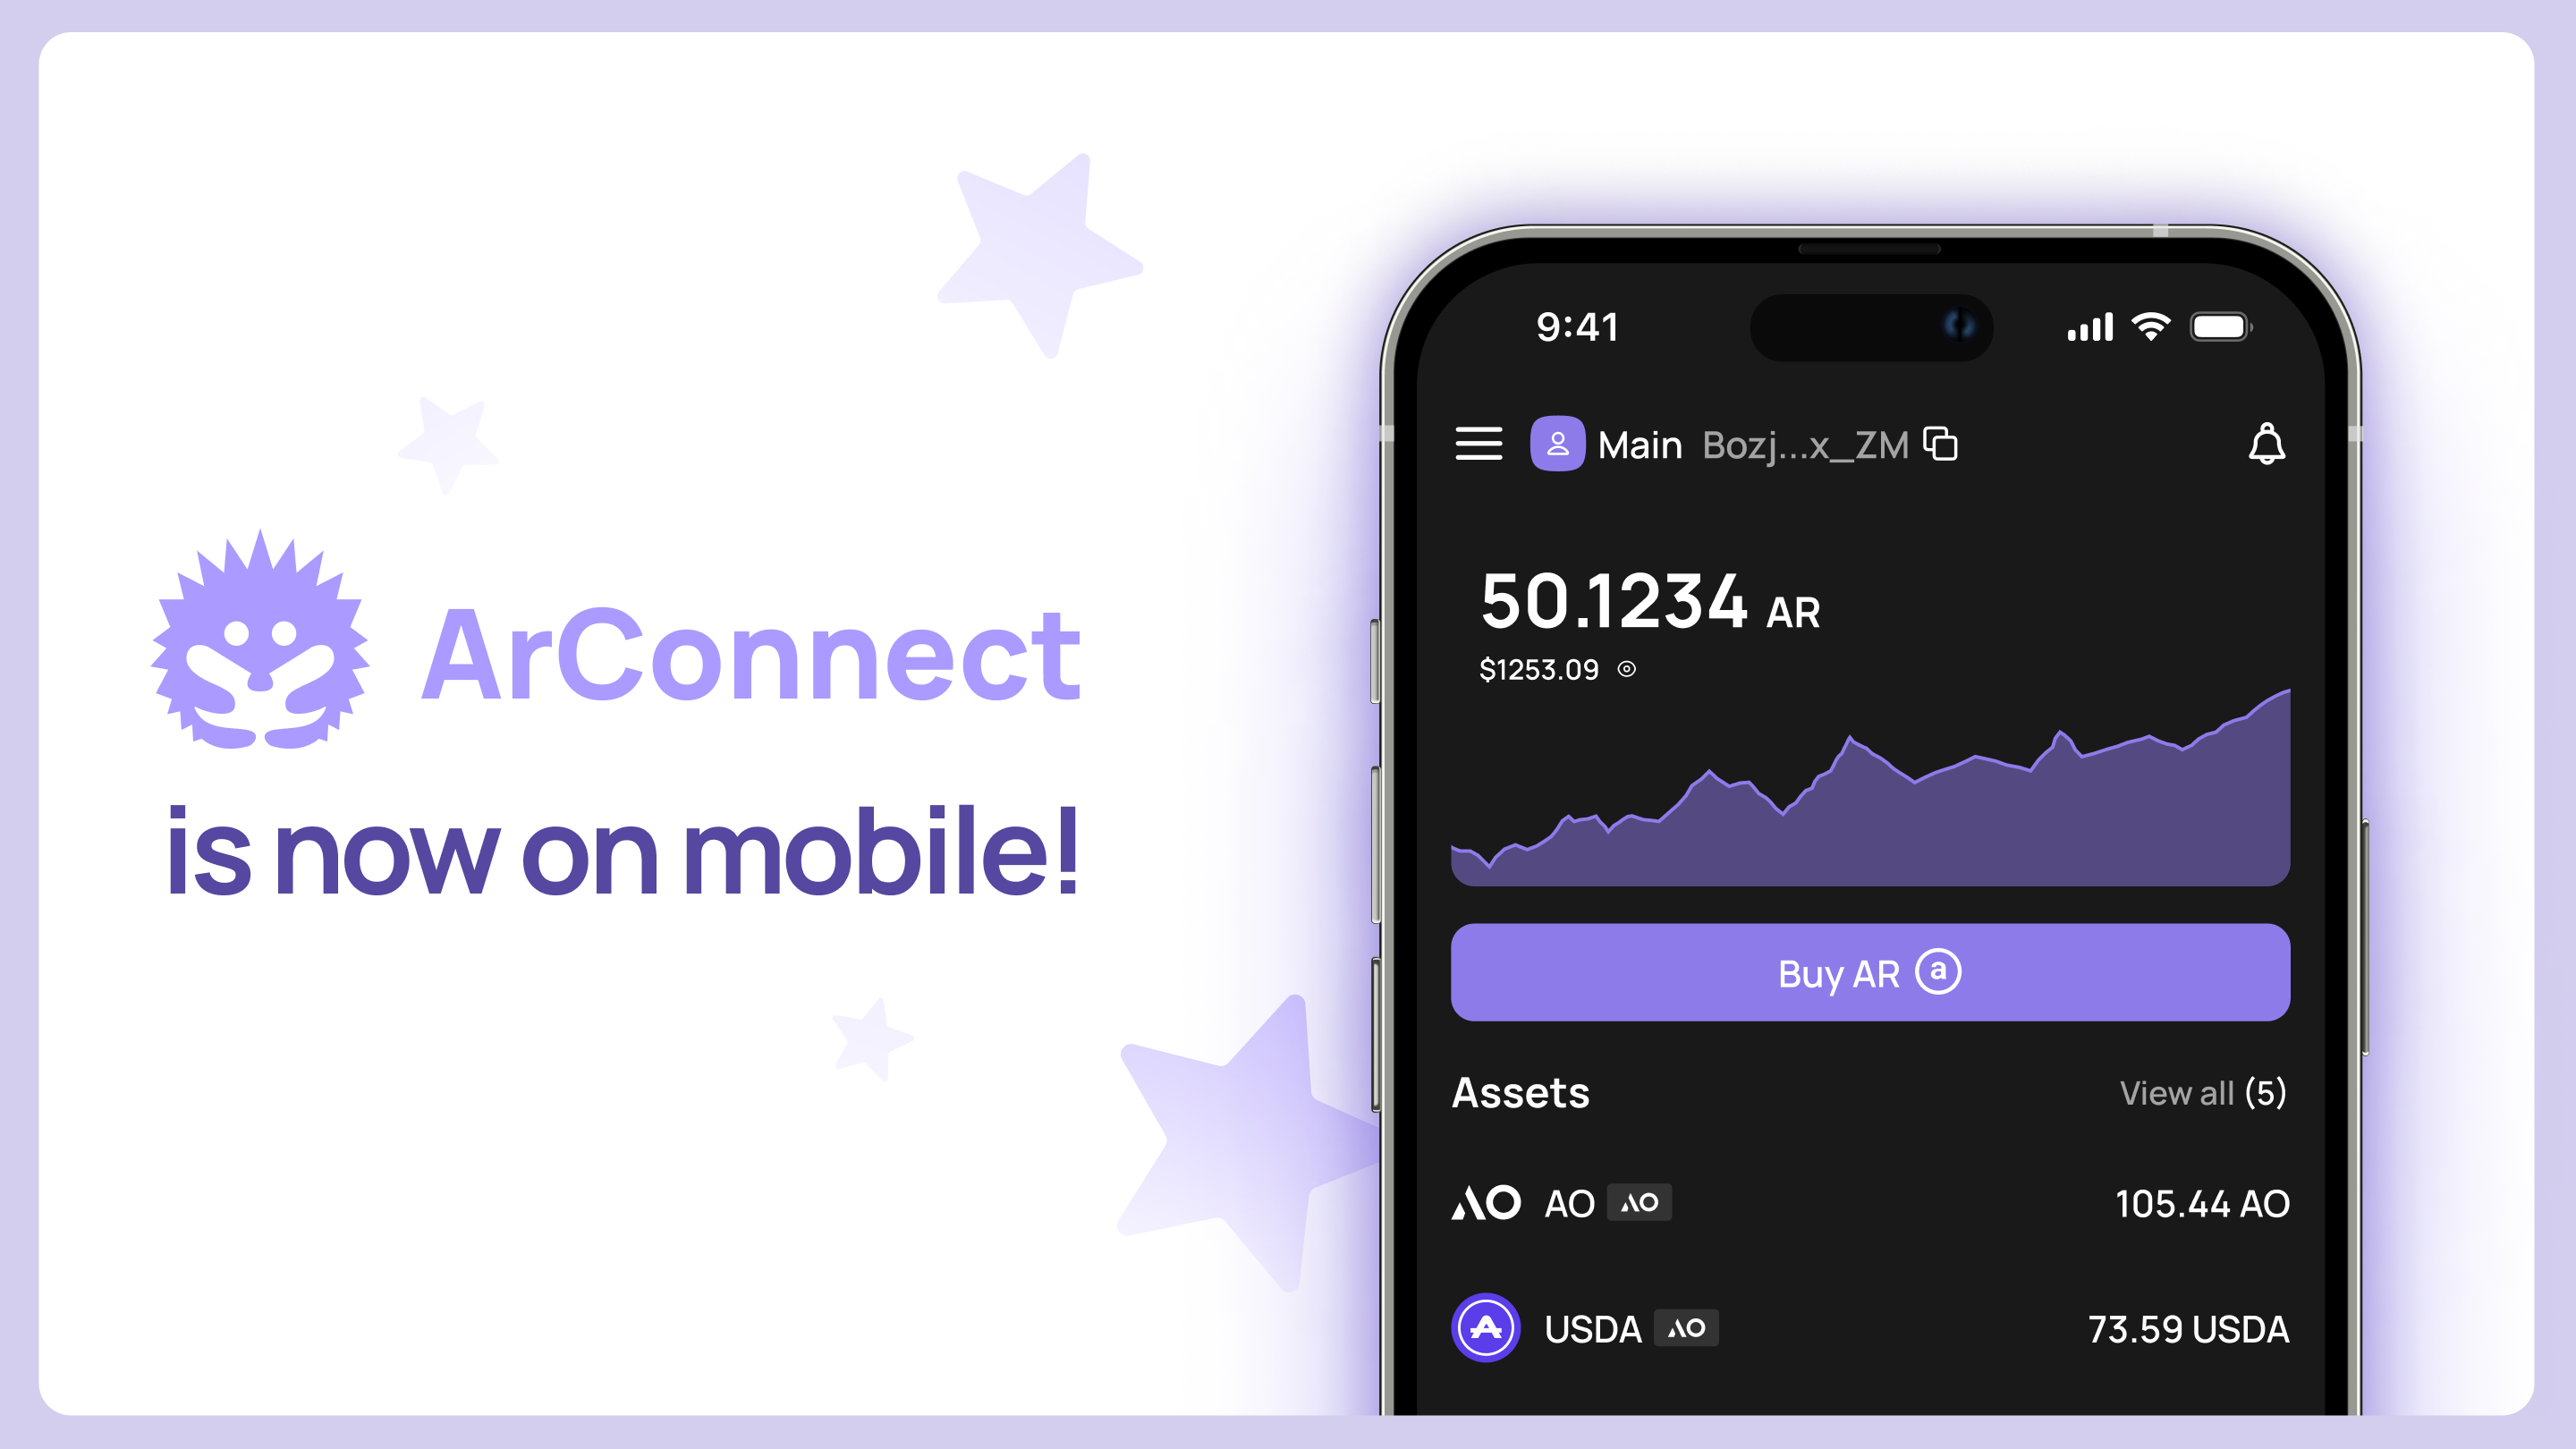 ArConnect
is now on mobile!
9:41
Main Bozj...x_ZM
50.1234 AR
$1253.09
Buy AR a
Assets View all (5)
AO AO AO 105.44 AO
USDA AO 73.59 USDA